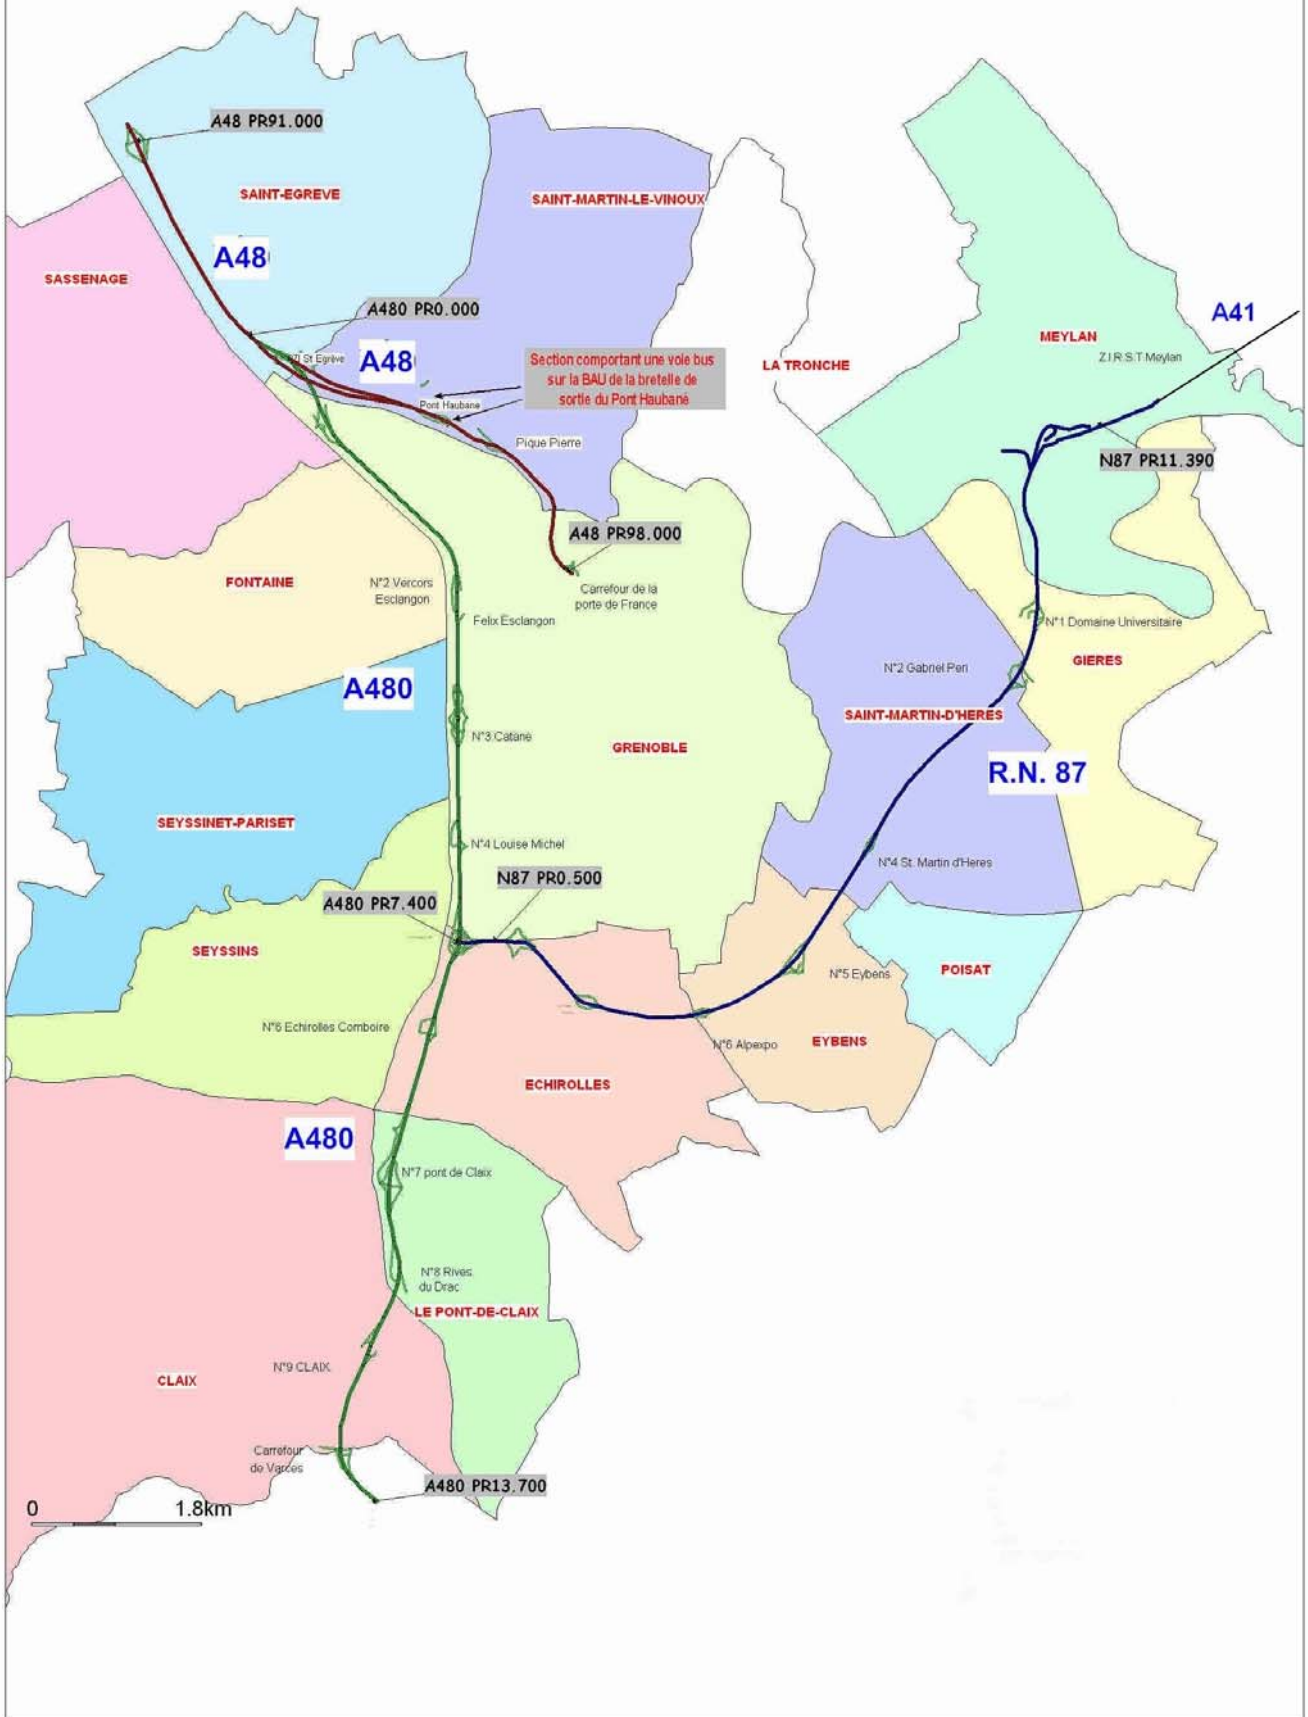 A48 PR91.000
SAINT-EGREVE
SAINT-MARTIN-LE-VINOUX
A48
SASSENAGE
A480 PR0.000
A41
MEYLAN
Z.I.R.S.T Meylan
ZI St Egrève
A48
Section comportant une voie bus
sur la BAU de la bretelle de
sortie du Pont Haubané
LA TRONCHE
Pont Haubane
Pique Pierre
N87 PR11.390
A48 PR98.000
FONTAINE
N°2 Vercors
Esclangon
Carrefour de la
porte de France
Felix Esclangon
N°1 Domaine Universitaire
GIERES
N°2 Gabriel Peri
A480
SAINT-MARTIN-D'HERES
N°3 Catane
GRENOBLE
R.N. 87
SEYSSINET-PARISET
N°4 Louise Michel
N°4 St. Martin d'Heres
N87 PR0.500
A480 PR7.400
SEYSSINS
N°5 Eybens
POISAT
N°6 Echirolles Comboire
N°6 Alpexpo
EYBENS
ECHIROLLES
A480
N°7 pont de Claix
N°8 Rives
du Drac
LE PONT-DE-CLAIX
N°9 CLAIX
CLAIX
Carrefour
de Varces
A480 PR13.700
0
1.8km